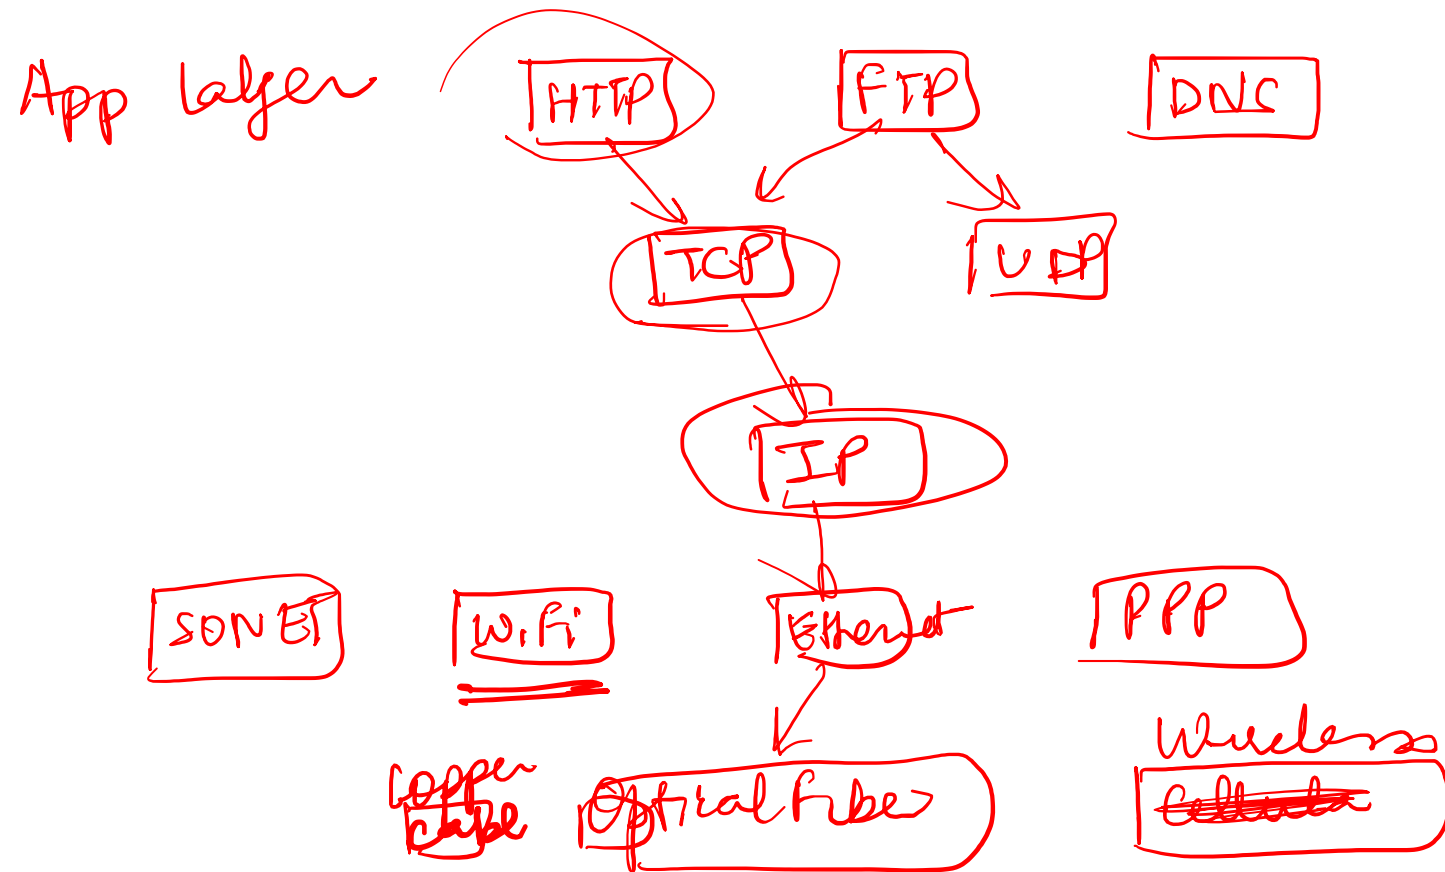 App Layer HTTP FTP DNS
TCP UDP
IP
SONET WiFi Ethernet PPP
Wireless
Copper Optical Fiber
Cable